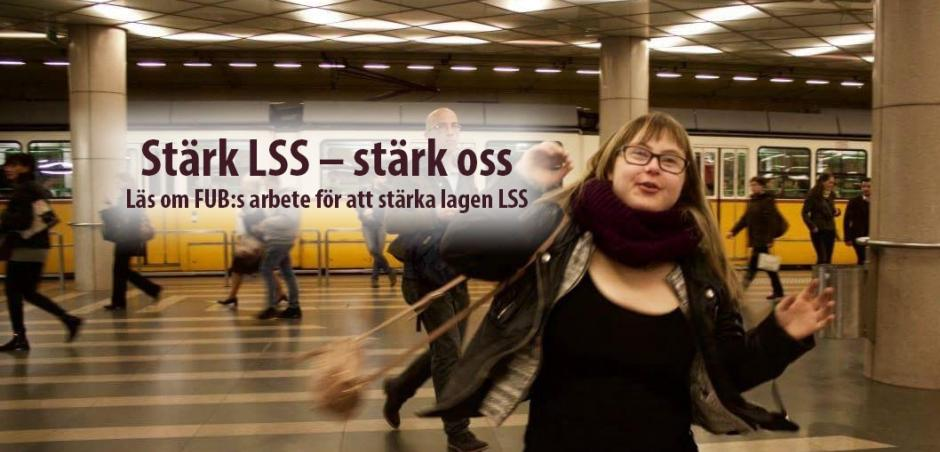 Stärk LSS – stärk oss
Läs om FUB:s arbete för att stärka lagen LSS